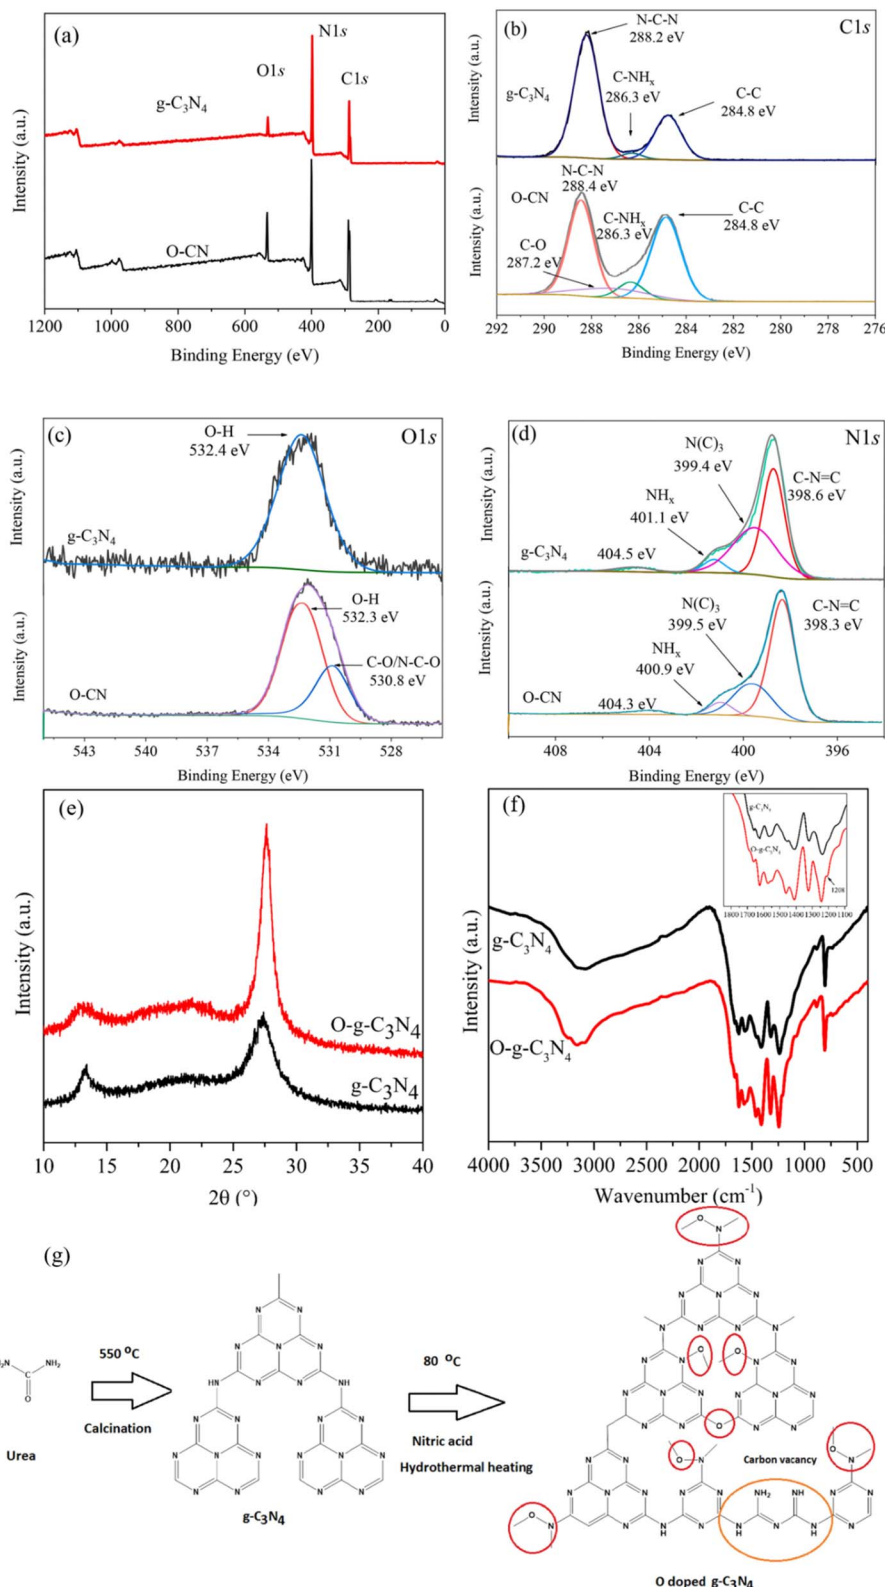 (a)
N1s
O1s
C1s
g-C₃N₄
O-CN
Intensity (a.u.)
1200 1000 800 600 400 200 0
Binding Energy (eV)
(b)
C1s
N-C-N
288.2 eV
C-NHₓ
286.3 eV
C-C
284.8 eV
g-C₃N₄
N-C-N
288.4 eV
O-CN
C-NHₓ
286.3 eV
C-C
284.8 eV
C-O
287.2 eV
Intensity (a.u.)
Intensity (a.u.)
292 290 288 286 284 282 280 278 276
Binding Energy (eV)
(c)
O1s
O-H
532.4 eV
g-C₃N₄
O-H
532.3 eV
C-O/N-C-O
530.8 eV
O-CN
Intensity (a.u.)
Intensity (a.u.)
543 540 537 534 531 528
Binding Energy (eV)
(d)
N1s
N(C)₃
399.4 eV
C-N=C
398.6 eV
NHₓ
401.1 eV
g-C₃N₄
404.5 eV
N(C)₃
399.5 eV
C-N=C
398.3 eV
NHₓ
400.9 eV
O-CN
404.3 eV
Intensity (a.u.)
Intensity (a.u.)
408 404 400 396
Binding Energy (eV)
(e)
O-g-C₃N₄
g-C₃N₄
Intensity (a.u.)
10 15 20 25 30 35 40
2θ (°)
(f)
g-C₃N₄
O-g-C₃N₄
1208
1800 1700 1600 1500 1400 1300 1200 1100
g-C₃N₄
O-g-C₃N₄
Intensity (a.u.)
4000 3500 3000 2500 2000 1500 1000 500
Wavenumber (cm⁻¹)
(g)
550 ⁰C
Calcination
Urea
g-C₃N₄
80 ⁰C
Nitric acid
Hydrothermal heating
Carbon vacancy
O doped g-C₃N₄